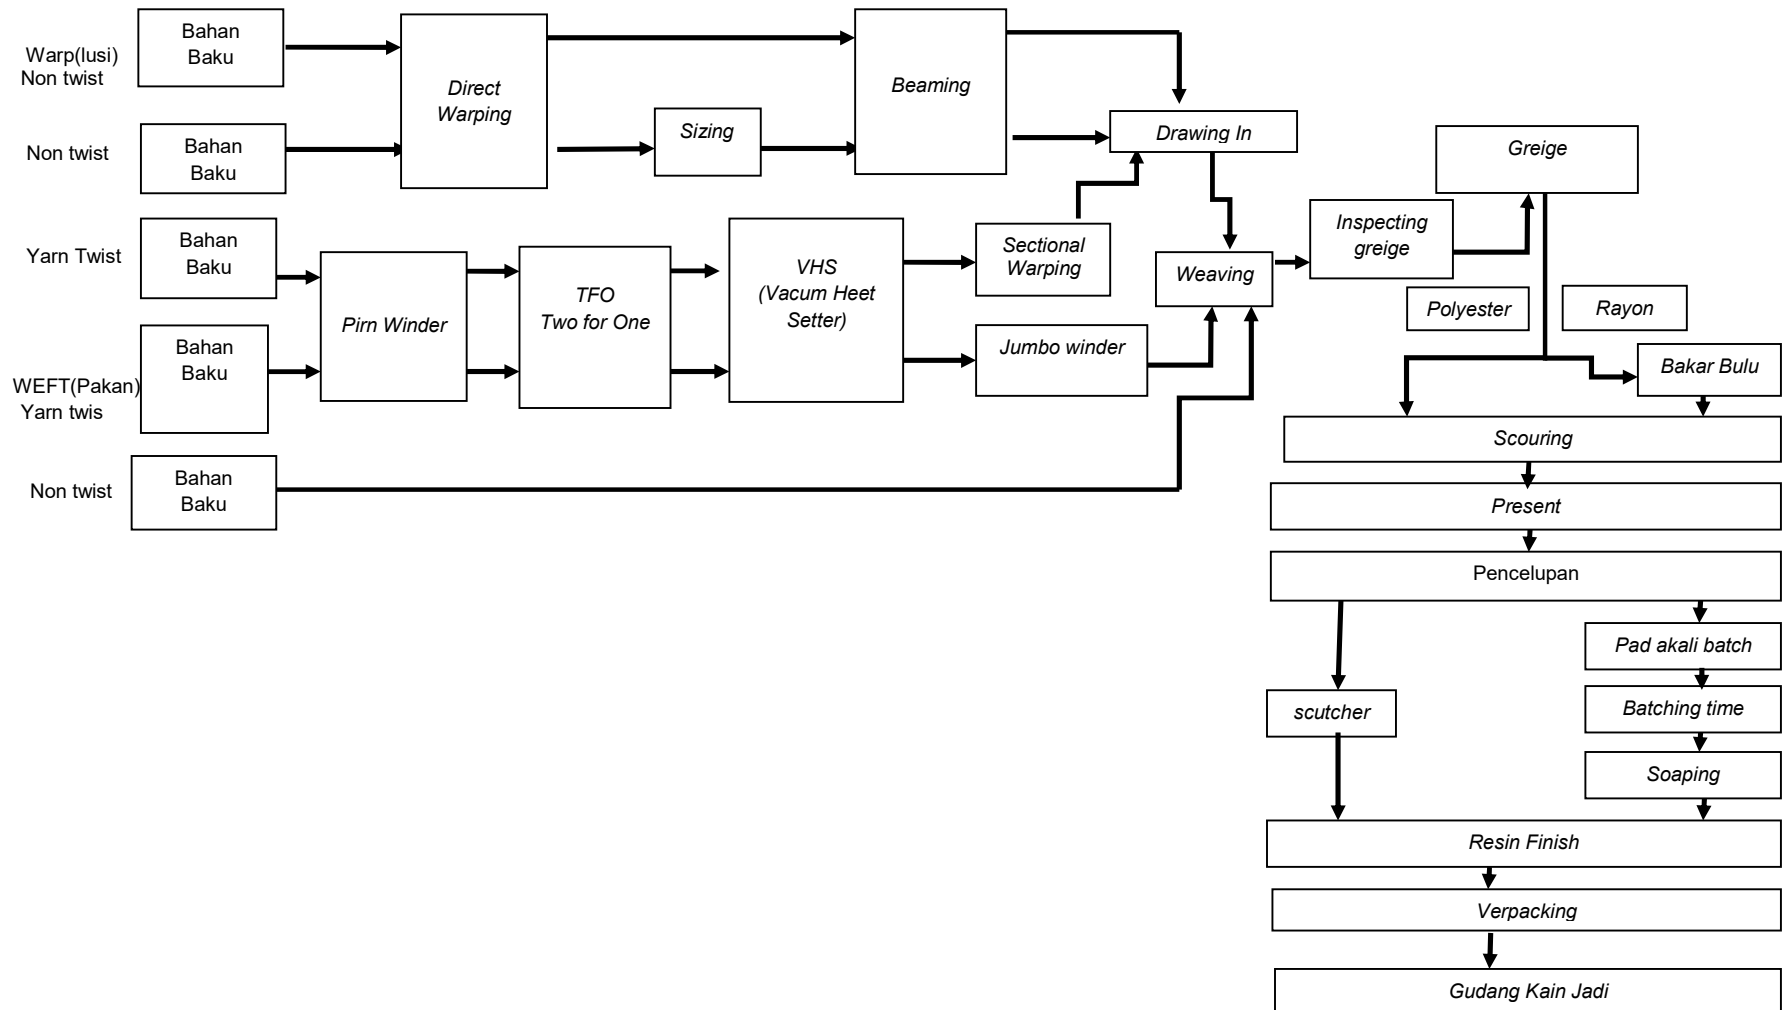 Warp(lusi)
Non twist
Bahan
Baku
Direct
Warping
Beaming
Sizing
Drawing In
Greige
Non twist
Bahan
Baku
Yarn Twist
Bahan
Baku
Pirn Winder
TFO
Two for One
VHS
(Vacum Heet
Setter)
Sectional
Warping
Weaving
Inspecting
greige
Polyester
Rayon
WEFT(Pakan)
Yarn twis
Bahan
Baku
Jumbo winder
Bakar Bulu
Non twist
Bahan
Baku
Scouring
Present
Pencelupan
scutcher
Pad akali batch
Batching time
Soaping
Resin Finish
Verpacking
Gudang Kain Jadi